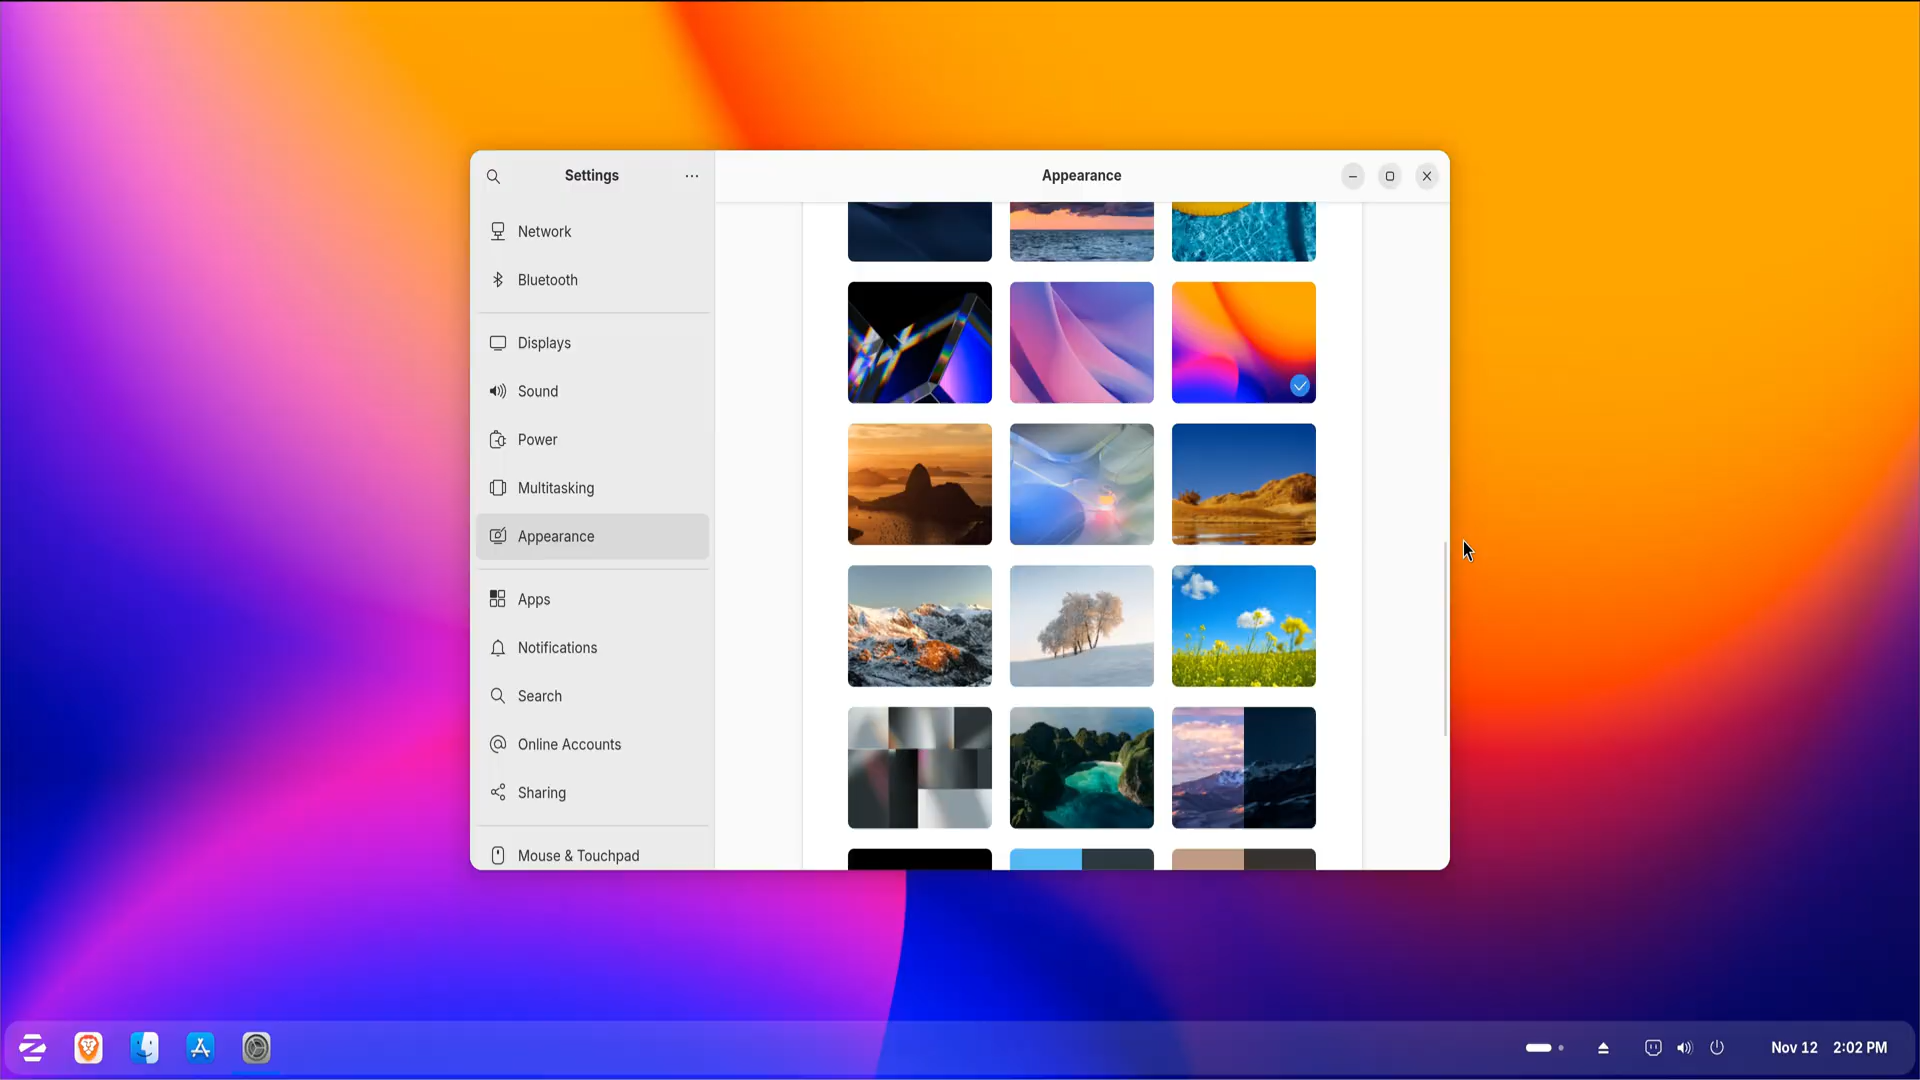 Settings
Appearance
Network
Bluetooth
Displays
Sound
Power
Multitasking
Appearance
Apps
Notifications
Search
Online Accounts
Sharing
Mouse & Touchpad
Nov 12 2:02 PM